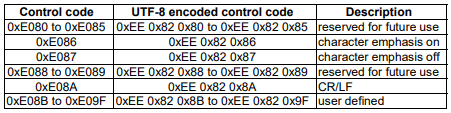 Control code UTF-8 encoded control code Description
0xE080 to 0xE085 0xEE 0x82 0x80 to 0xEE 0x82 0x85 reserved for future use
0xE086 0xEE 0x82 0x86 character emphasis on
0xE087 0xEE 0x82 0x87 character emphasis off
0xE088 to 0xE089 0xEE 0x82 0x88 to 0xEE 0x82 0x89 reserved for future use
0xE08A 0xEE 0x82 0x8A CR/LF
0xE08B to 0xE09F 0xEE 0x82 0x8B to 0xEE 0x82 0x9F user defined